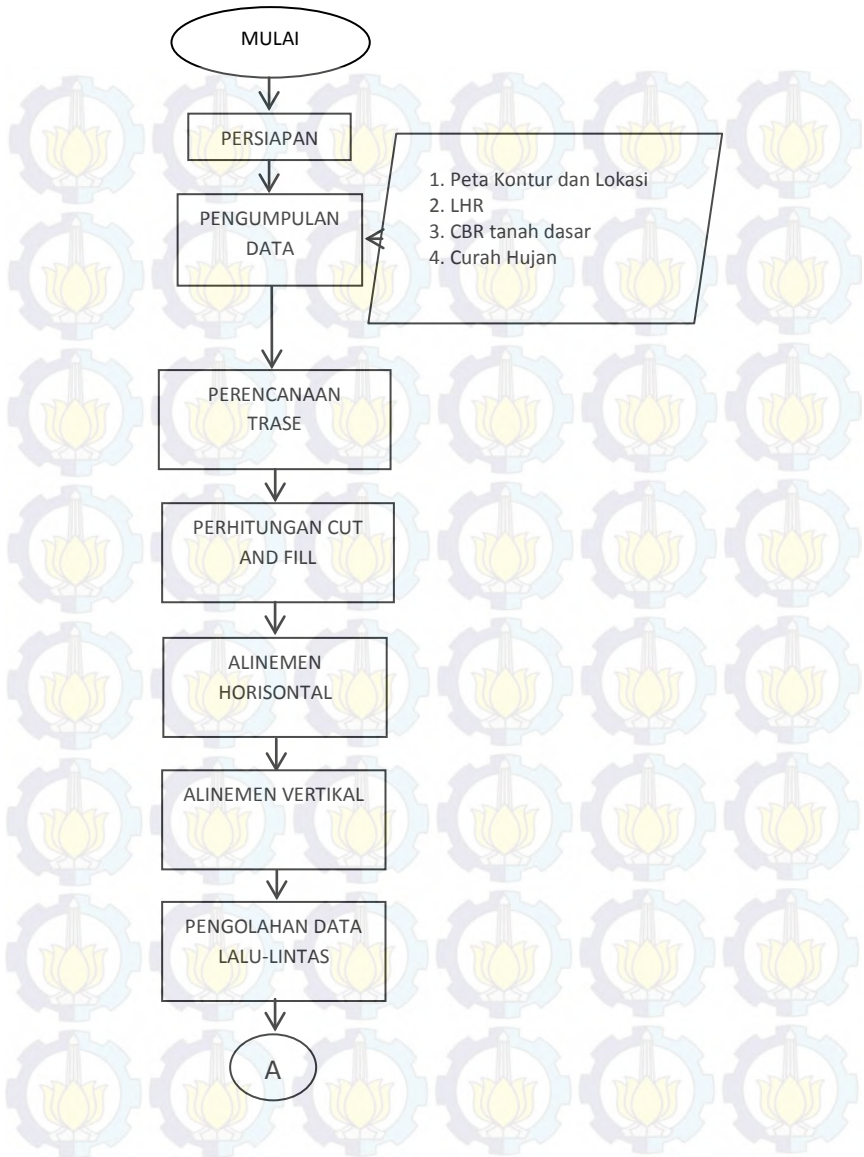 MULAI
PERSIAPAN
PENGUMPULAN
DATA
1. Peta Kontur dan Lokasi
2. LHR
3. CBR tanah dasar
4. Curah Hujan
PERENCANAAN
TRASE
PERHITUNGAN CUT
AND FILL
ALINEMEN
HORISONTAL
ALINEMEN VERTIKAL
PENGOLAHAN DATA
LALU-LINTAS
A